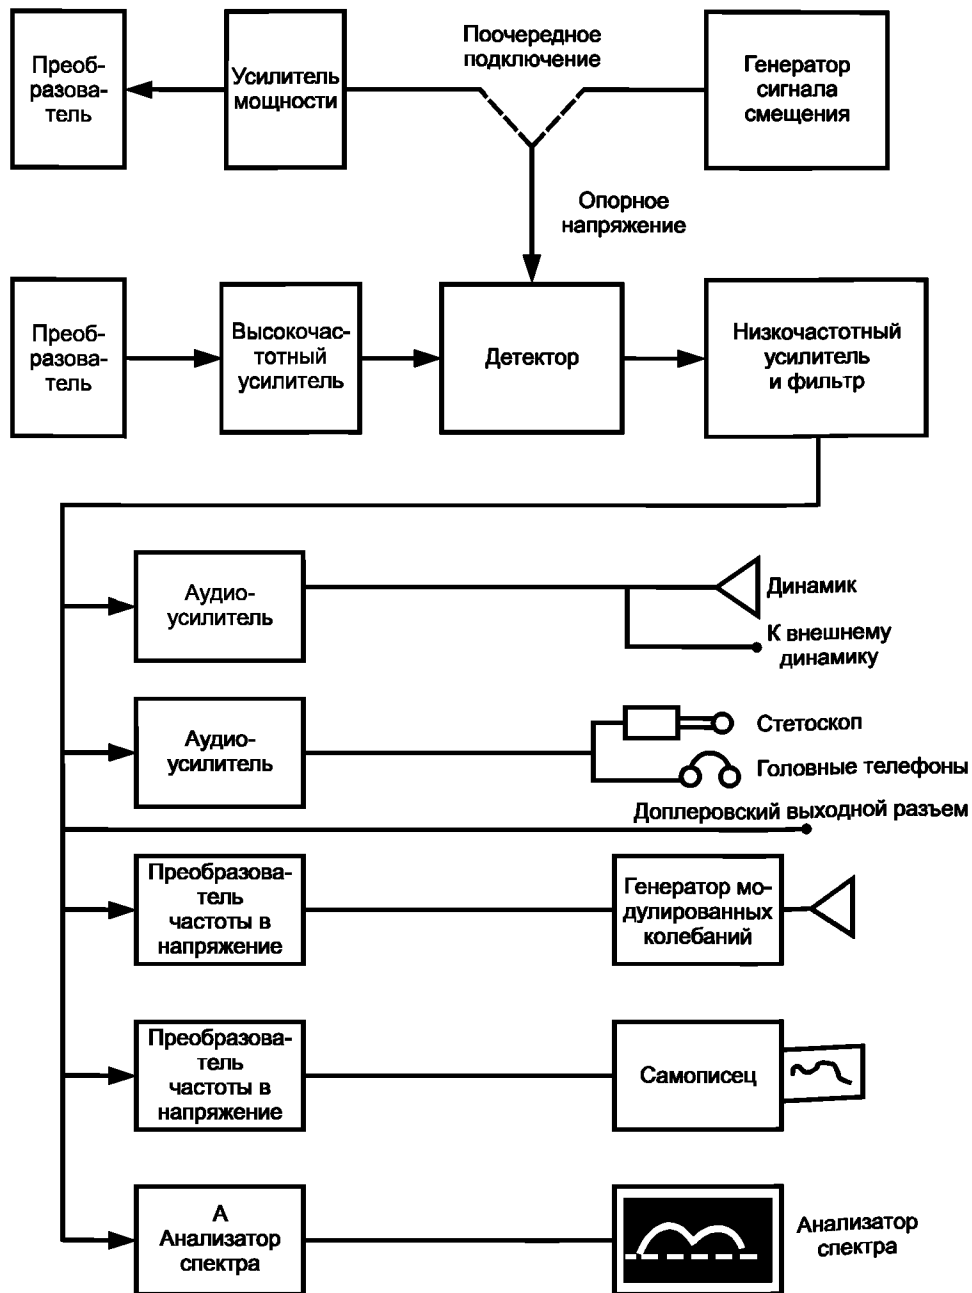 Преоб-
разова-
тель
Усилитель
мощности
Поочередное
подключение
Генератор
сигнала
смещения
Опорное
напряжение
Преоб-
разова-
тель
Высокочас-
тотный
усилитель
Детектор
Низкочастотный
усилитель
и фильтр
Аудио-
усилитель
Динамик
К внешнему
динамику
Аудио-
усилитель
Стетоскоп
Головные телефоны
Доплеровский выходной разъем
Преобразова-
тель
частоты в
напряжение
Генератор мо-
дулированных
колебаний
Преобразова-
тель
частоты в
напряжение
Самописец
А
Анализатор
спектра
Анализатор
спектра